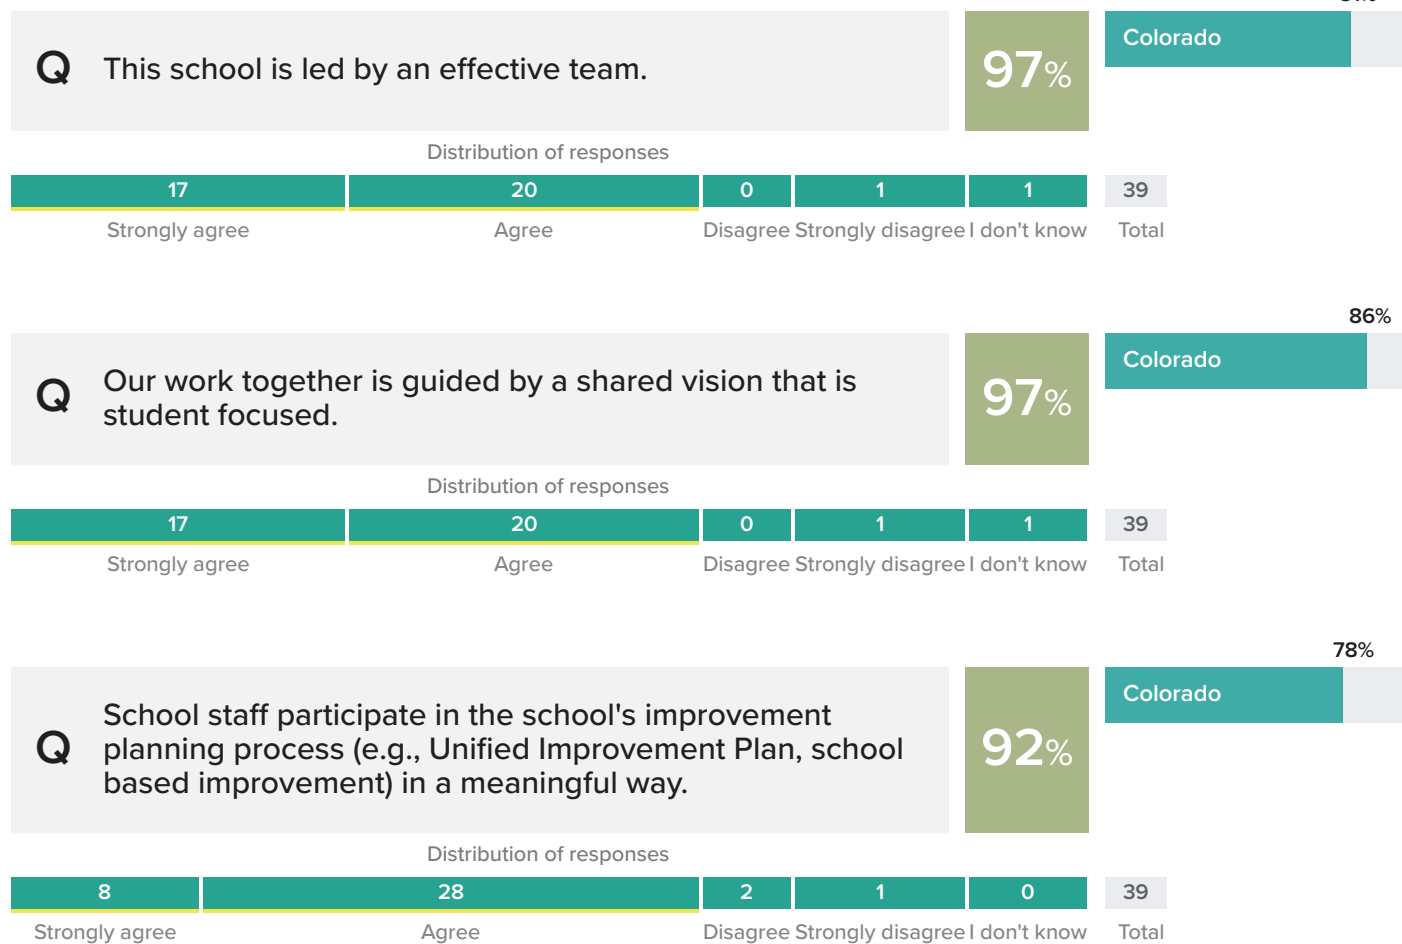 Colorado
Q This school is led by an effective team. 97%
Distribution of responses
17 20 0 1 1 39
Strongly agree Agree Disagree Strongly disagree I don't know Total
86%
Colorado
Q Our work together is guided by a shared vision that is
student focused.
97%
Distribution of responses
17 20 0 1 1 39
Strongly agree Agree Disagree Strongly disagree I don't know Total
78%
Colorado
School staff participate in the school's improvement
Q planning process (e.g., Unified Improvement Plan, school
based improvement) in a meaningful way.
92%
Distribution of responses
8 28 2 1 0 39
Strongly agree Agree Disagree Strongly disagree I don't know Total